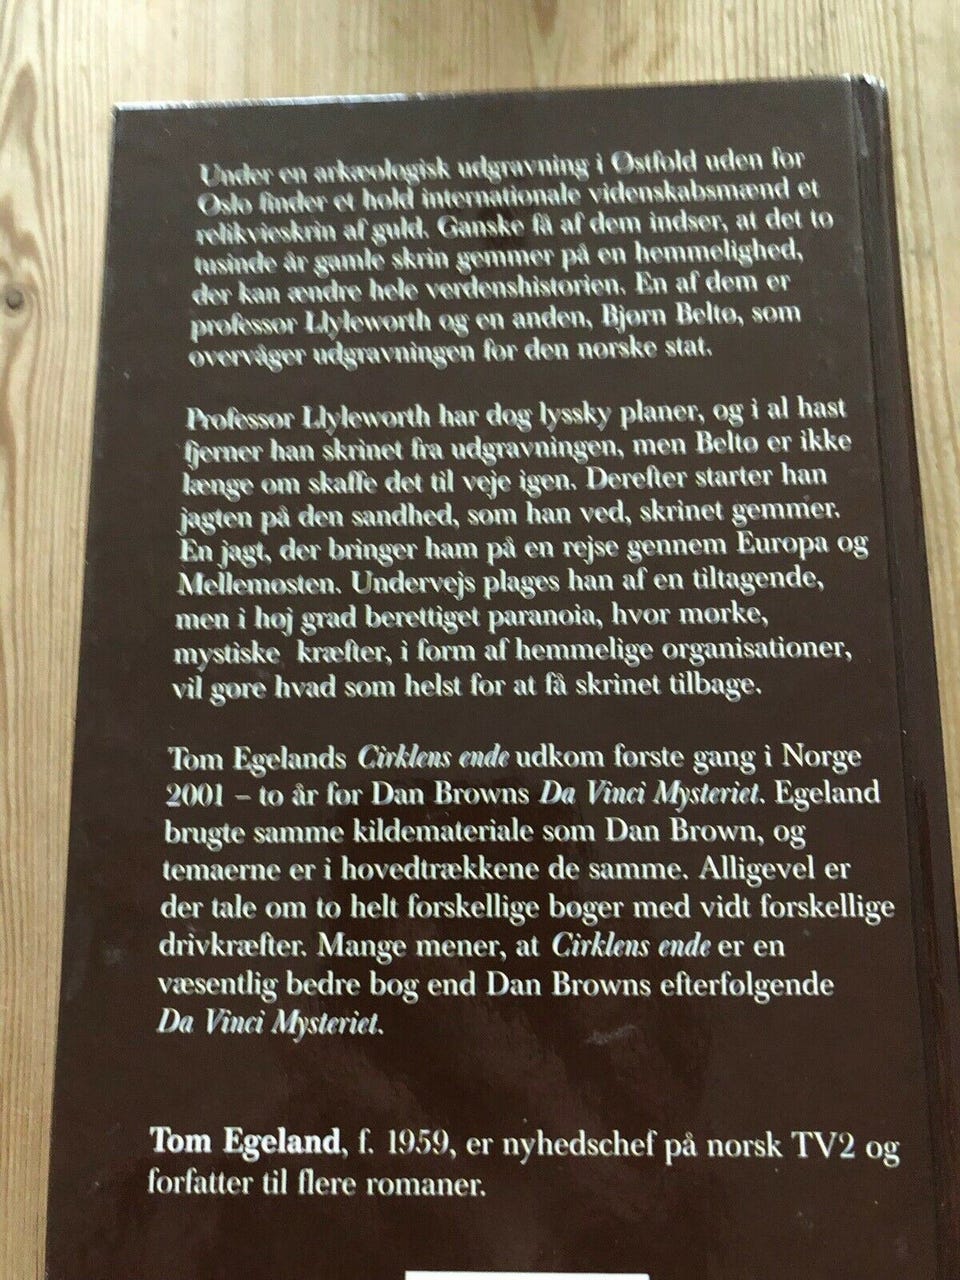 Under en arkæologisk udgravning i Østfold uden for
Oslo finder et hold internationale videnskabsmænd et
relikvieskrin af guld. Ganske få af dem indser, at det to
tusinde år gamle skrin gemmer på en hemmelighed,
der kan ændre hele verdenshistorien. En af dem er
professor Llyleworth og en anden, Bjørn Beltø, som
overvåger udgravningen for den norske stat.
Professor Llyleworth har dog lyssky planer, og i al hast
fjerner han skrinet fra udgravningen, men Beltø er ikke
længe om skaffe det til veje igen. Derefter starter han
jagten på den sandhed, som han ved, skrinet gemmer.
En jagt, der bringer ham på en rejse gennem Europa og
Mellemøsten. Undervejs plages han af en tiltagende,
men i høj grad berettiget paranoia, hvor mørke,
mystiske kræfter, i form af hemmelige organisationer,
vil gøre hvad som helst for at få skrinet tilbage.
Tom Egelands Cirklens ende udkom første gang i Norge
2001 – to år før Dan Browns Da Vinci Mysteriet. Egeland
brugte samme kildemateriale som Dan Brown, og
temaerne er i hovedtrækkene de samme. Alligevel er
der tale om to helt forskellige bøger med vidt forskellige
drivkræfter. Mange mener, at Cirklens ende er en
væsentlig bedre bog end Dan Browns efterfølgende
Da Vinci Mysteriet.
Tom Egeland, f. 1959, er nyhedschef på norsk TV2 og
forfatter til flere romaner.